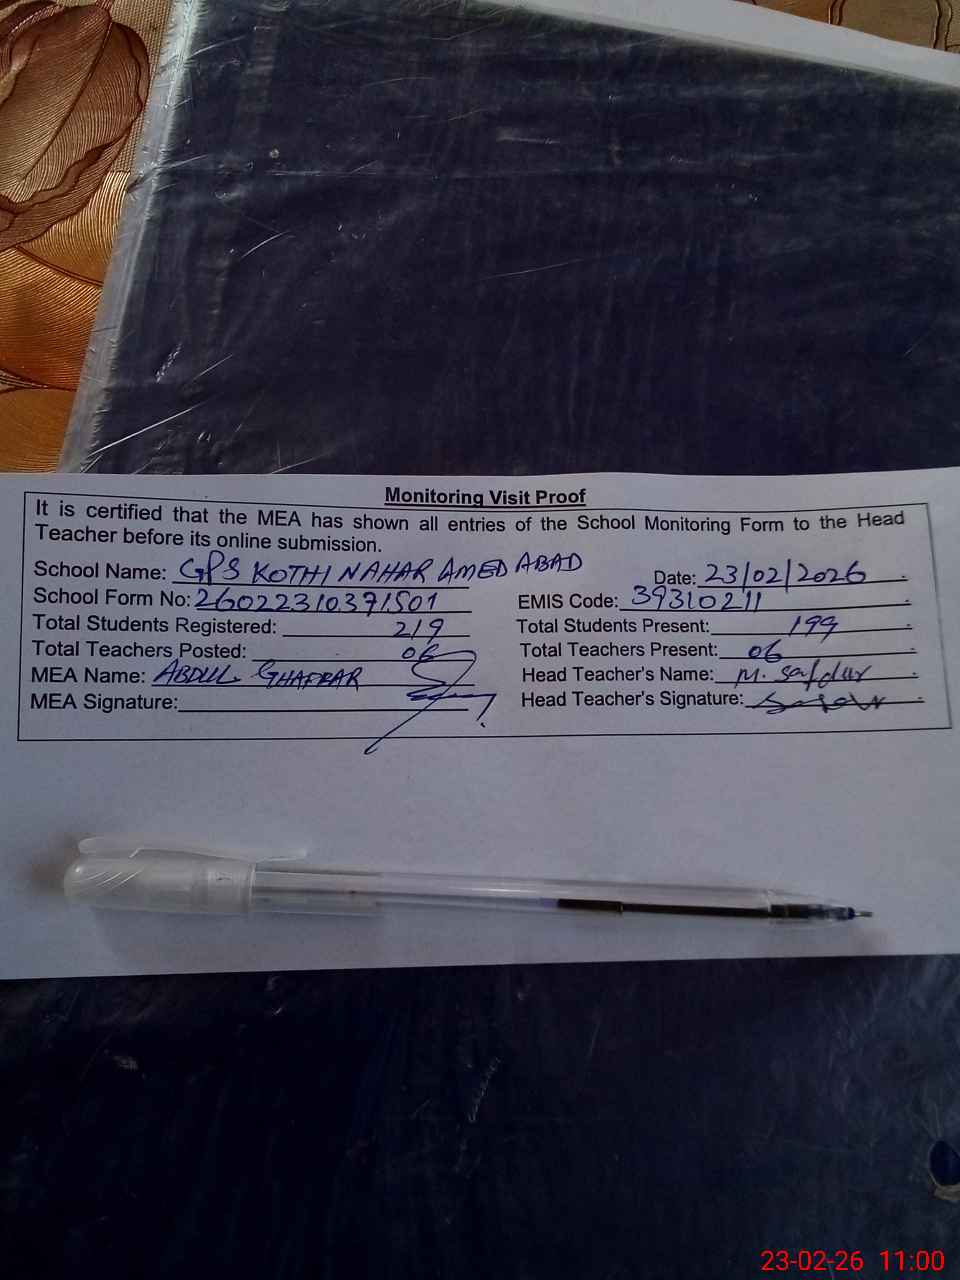 Monitoring Visit Proof
It is certified that the MEA has shown all entries of the School Monitoring Form to the Head
Teacher before its online submission.
School Name: GPS KOTHI NAHAR AMED ABAD Date: 23/02/2026
School Form No: 26022310371501 EMIS Code: 39310211
Total Students Registered: 219 Total Students Present: 199
Total Teachers Posted: 06 Total Teachers Present: 06
MEA Name: ABDUL GHAFFAR Head Teacher's Name: M. Safdar
MEA Signature: Head Teacher's Signature:
23-02-26 11:00